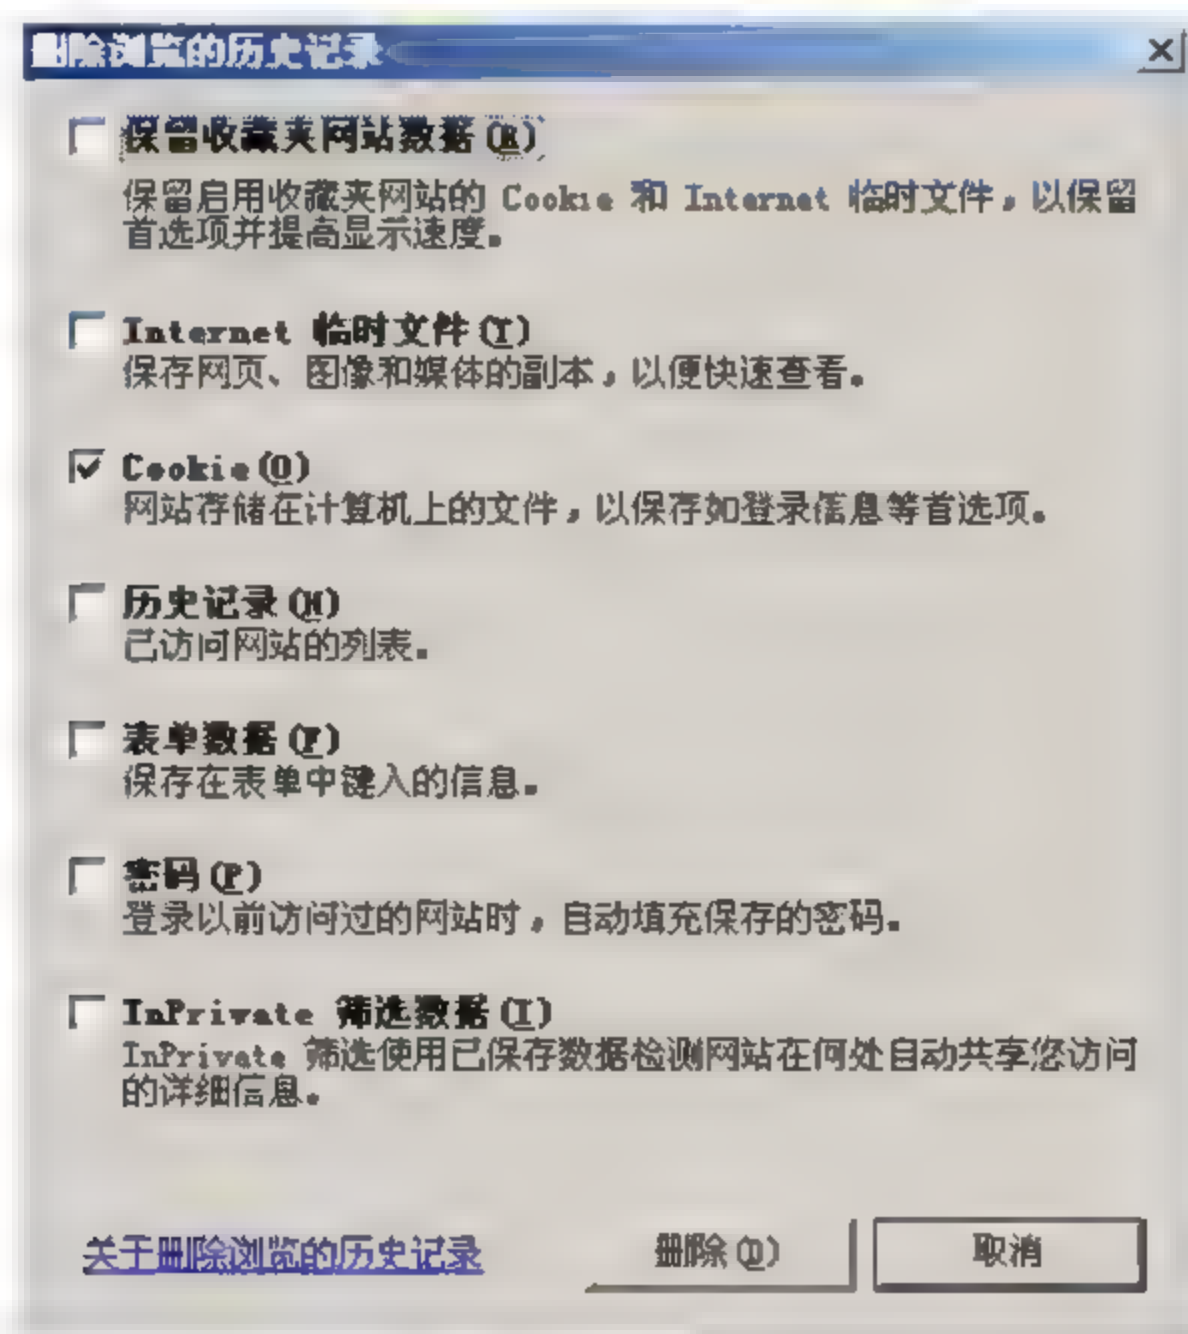 删除浏览的历史记录
保留收藏夹网站数据(R)
保留启用收藏夹网站的 Cookie 和 Internet 临时文件，以保留
首选项并提高显示速度。
Internet 临时文件(T)
保存网页、图像和媒体的副本，以便快速查看。
Cookie(O)
网站存储在计算机上的文件，以保存如登录信息等首选项。
历史记录(H)
已访问网站的列表。
表单数据(F)
保存在表单中键入的信息。
密码(P)
登录以前访问过的网站时，自动填充保存的密码。
InPrivate 筛选数据(I)
InPrivate 筛选使用已保存数据检测网站在何处自动共享您访问
的详细信息。
关于删除浏览的历史记录
删除(D)
取消